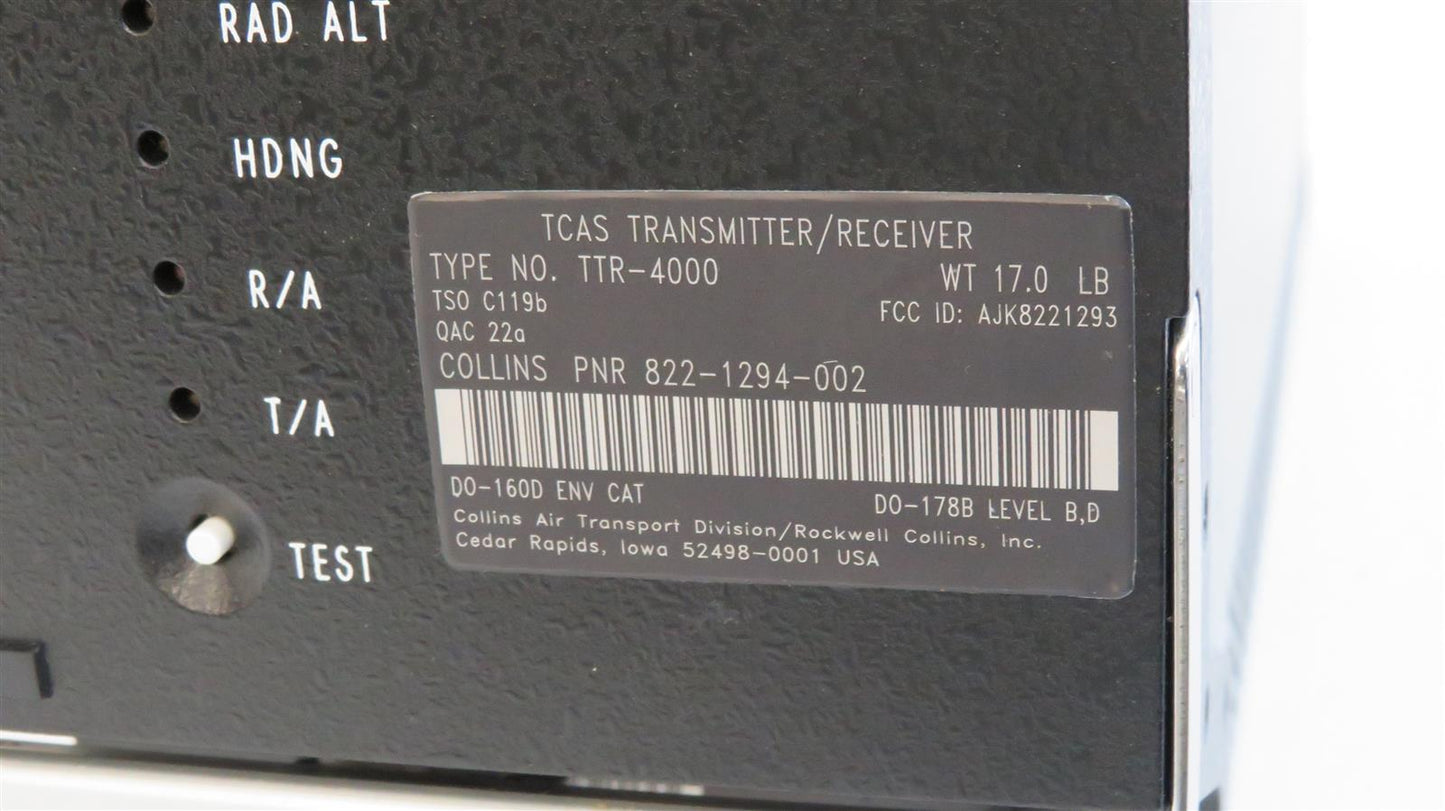 RAD ALT
HDNG
R/A
T/A
TEST
TCAS TRANSMITTER/RECEIVER
TYPE NO. TTR-4000 WT 17.0 LB
TSO C119b FCC ID: AJK8221293
QAC 22a
COLLINS PNR 822-1294-002
DO-160D ENV CAT DO-178B LEVEL B,D
Collins Air Transport Division/Rockwell Collins, Inc.
Cedar Rapids, Iowa 52498-0001 USA